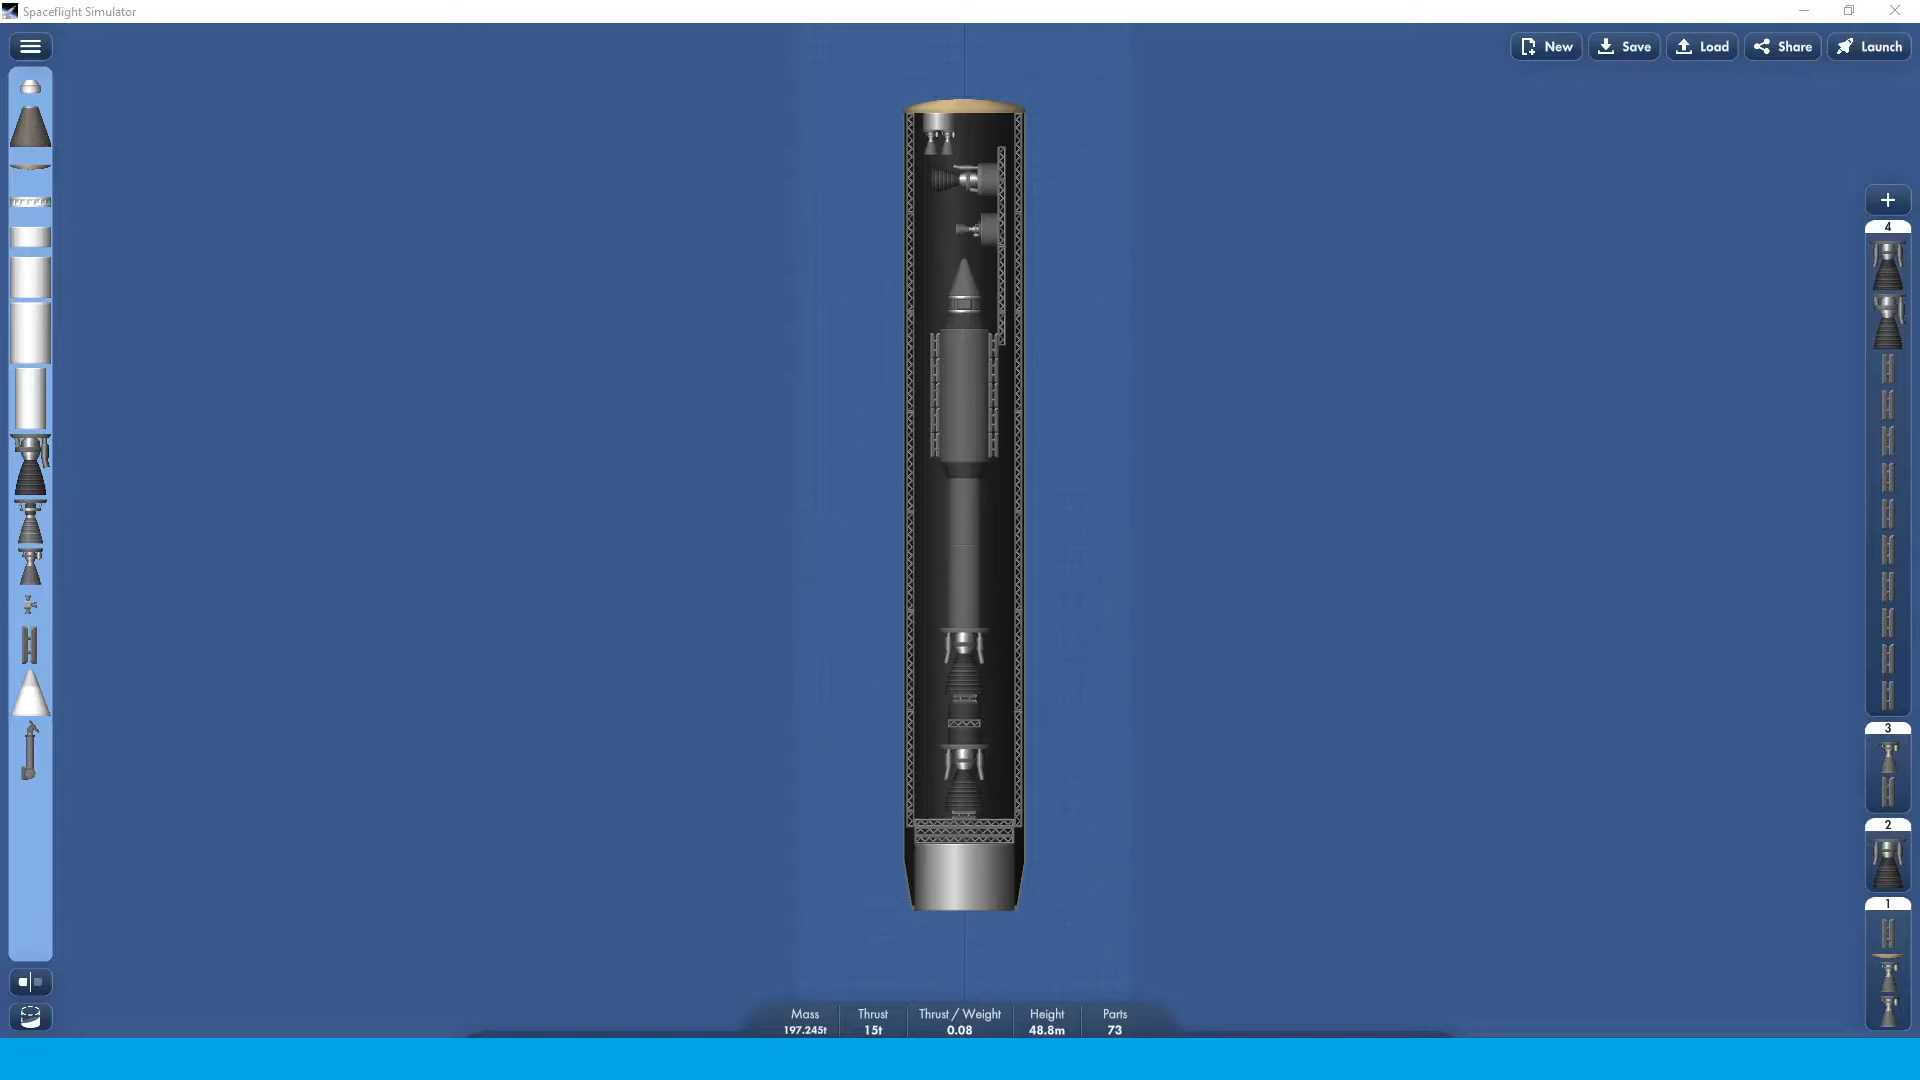 Spaceflight Simulator
New
Save
Load
Share
Launch
4
3
2
1
Mass
Thrust
Thrust / Weight
Height
Parts
197.245t
15t
0.08
48.8m
73